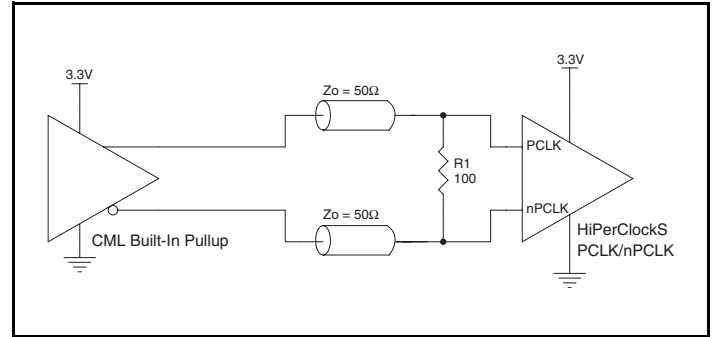 3.3V
3.3V
Zo = 50Ω
PCLK
R1
100
nPCLK
Zo = 50Ω
HiPerClockS
PCLK/nPCLK
CML Built-In Pullup